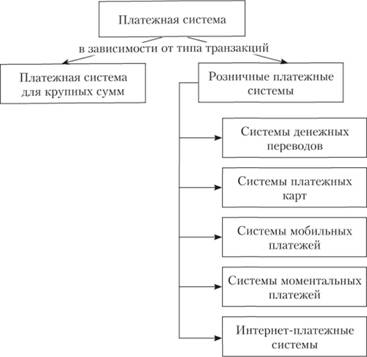 Платежная система
в зависимости от типа транзакций
Платежная система
для крупных сумм
Розничные платежные
системы
Системы денежных
переводов
Системы платежных
карт
Системы мобильных
платежей
Системы моментальных
платежей
Интернет-платежные
системы